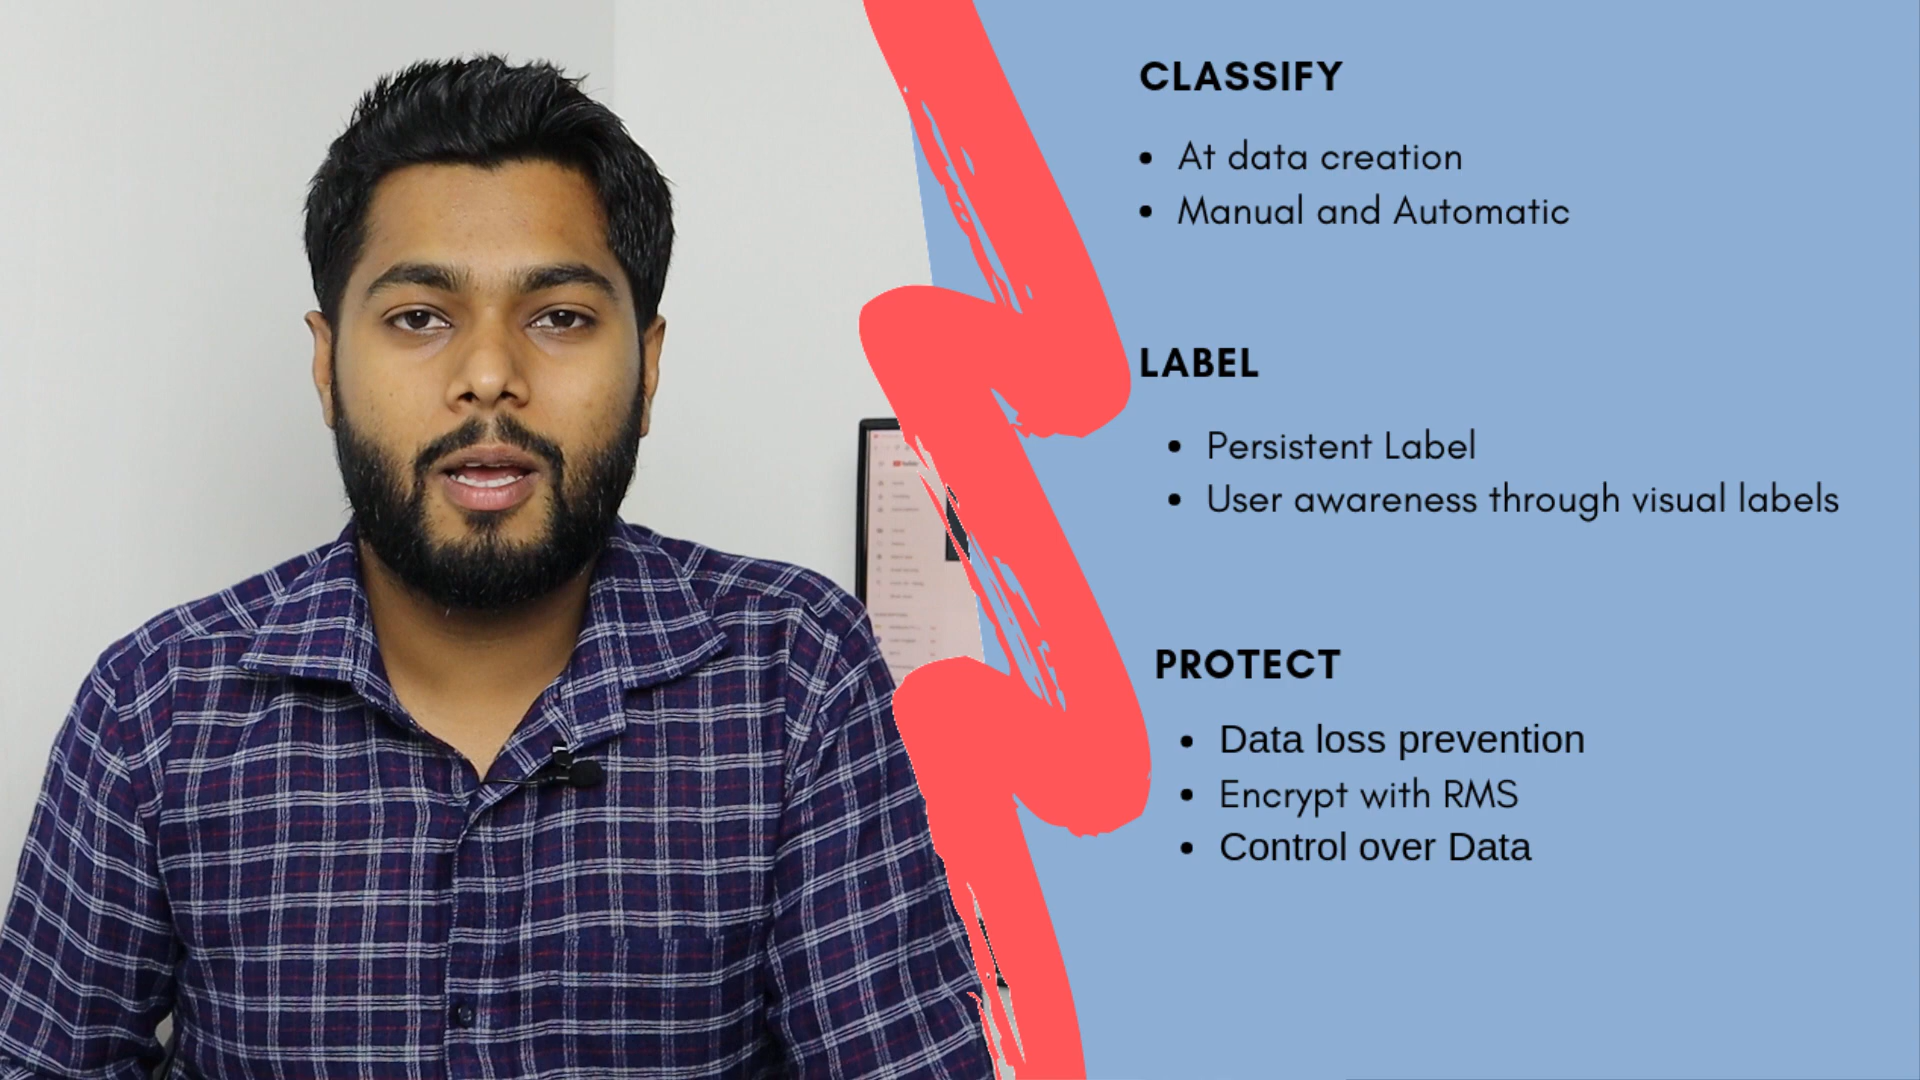 CLASSIFY
• At data creation
• Manual and Automatic
LABEL
• Persistent Label
• User awareness through visual labels
PROTECT
• Data loss prevention
• Encrypt with RMS
• Control over Data